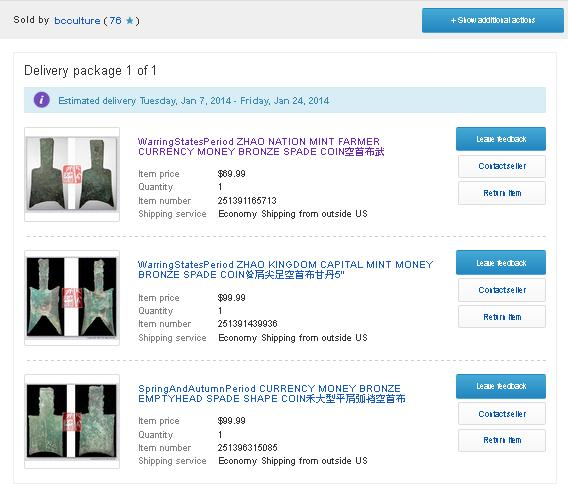 Sold by bcculture ( 76 ★ )
+ Show additional actions
Delivery package 1 of 1
i Estimated delivery Tuesday, Jan 7, 2014 - Friday, Jan 24, 2014
WarringStatesPeriod ZHAO NATION MINT FARMER
CURRENCY MONEY BRONZE SPADE COIN空首布武
Item price $69.99
Quantity 1
Item number 251391165713
Shipping service Economy Shipping from outside US
Leave feedback
Contact seller
Return item
WarringStatesPeriod ZHAO KINGDOM CAPITAL MINT MONEY
BRONZE SPADE COIN耸肩尖足空首布甘丹5"
Item price $99.99
Quantity 1
Item number 251391439936
Shipping service Economy Shipping from outside US
Leave feedback
Contact seller
Return item
SpringAndAutumnPeriod CURRENCY MONEY BRONZE
EMPTYHEAD SPADE SHAPE COIN禾大型平肩弧裆空首布
Item price $99.99
Quantity 1
Item number 251396315085
Shipping service Economy Shipping from outside US
Leave feedback
Contact seller
Return item